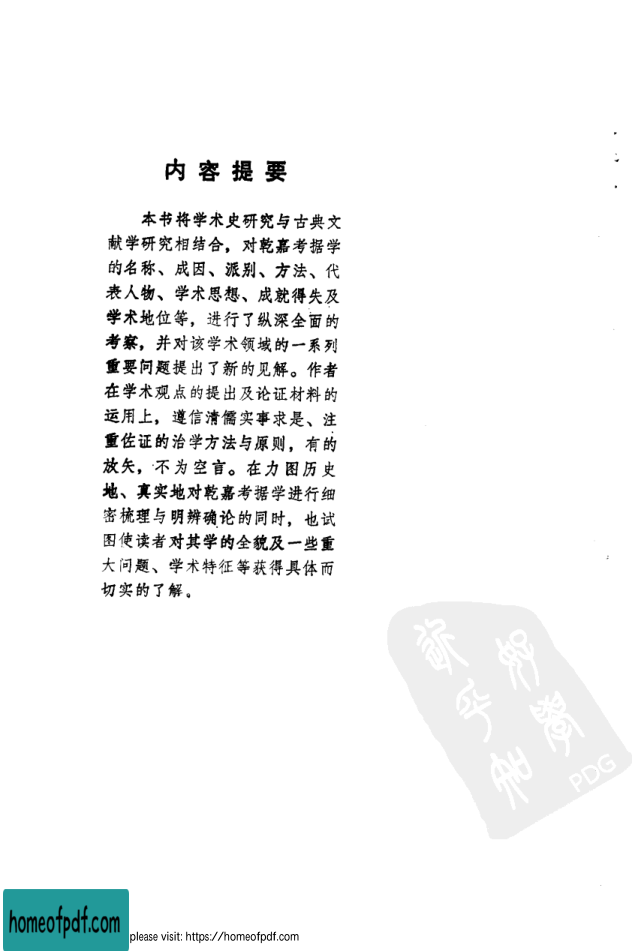 内容提要
本书将学术史研究与古典文
献学研究相结合，对乾嘉考据学
的名称、成因、派别、方法、代
表人物、学术思想、成就得失及
学术地位等，进行了纵深全面的
考察，并对该学术领域的一系列
重要问题提出了新的见解。作者
在学术观点的提出及论证材料的
运用上，遵信清儒实事求是、注
重佐证的治学方法与原则，有的
放矢，不为空言。在力图历史
地、真实地对乾嘉考据学进行细
密梳理与明辨确论的同时，也试
图使读者对其学的全貌及一些重
大问题、学术特征等获得具体而
切实的了解。
好学
近乎知
PDG
homeofpdf.com
please visit: https://homeofpdf.com